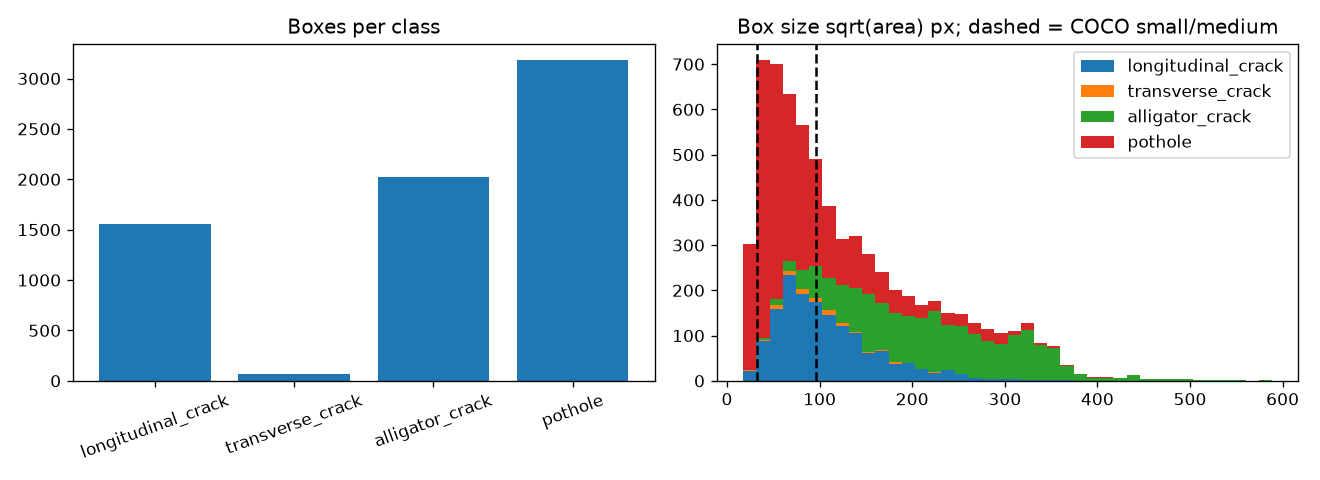 Boxes per class
3000
2500
2000
1500
1000
500
0
longitudinal_crack
transverse_crack
alligator_crack
pothole
Box size sqrt(area) px; dashed = COCO small/medium
700
600
500
400
300
200
100
0
0 100 200 300 400 500 600
longitudinal_crack
transverse_crack
alligator_crack
pothole